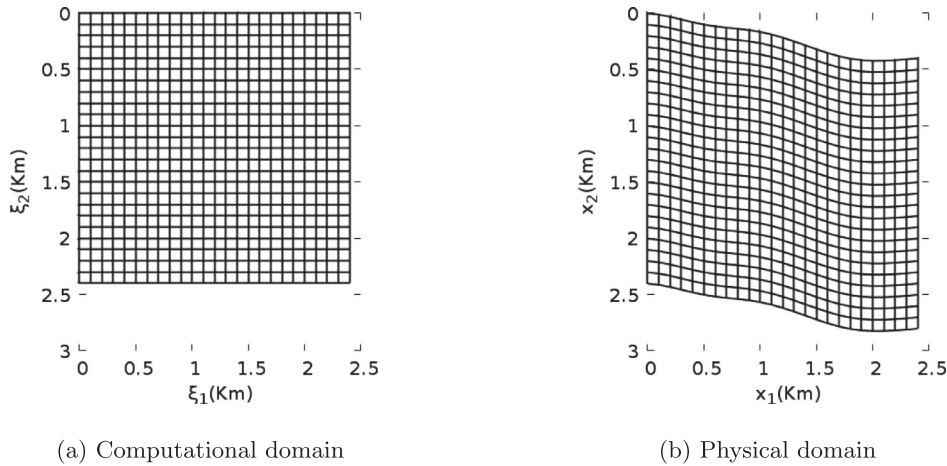 0
0.5
1
1.5
2
2.5
3
ξ2(Km)
0 0.5 1 1.5 2 2.5
ξ1(Km)
(a) Computational domain
0
0.5
1
1.5
2
2.5
3
x2(Km)
0 0.5 1 1.5 2 2.5
x1(Km)
(b) Physical domain